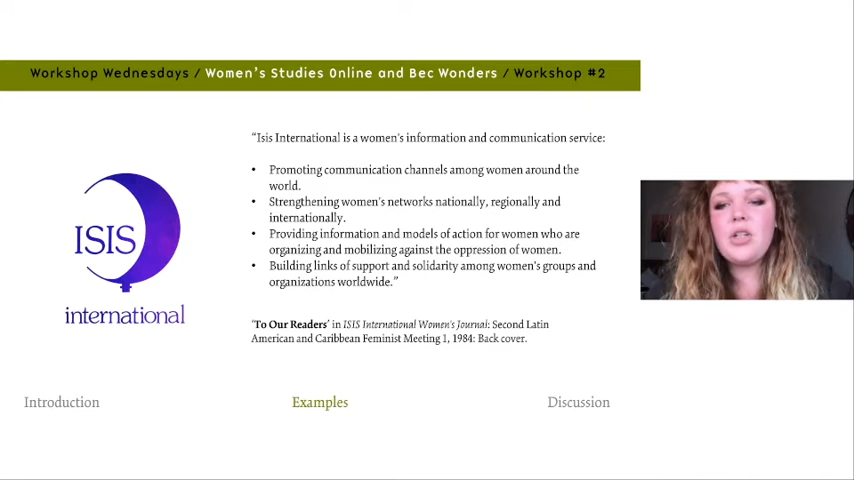 Workshop Wednesdays / Women's Studies Online and Bec Wonders / Workshop #2
ISIS
international
"Isis International is a women's information and communication service:
• Promoting communication channels among women around the
world.
• Strengthening women's networks nationally, regionally and
internationally.
• Providing information and models of action for women who are
organizing and mobilizing against the oppression of women.
• Building links of support and solidarity among women's groups and
organizations worldwide."
'To Our Readers' in ISIS International Women's Journal: Second Latin
American and Caribbean Feminist Meeting 1, 1984: Back cover.
Introduction
Examples
Discussion